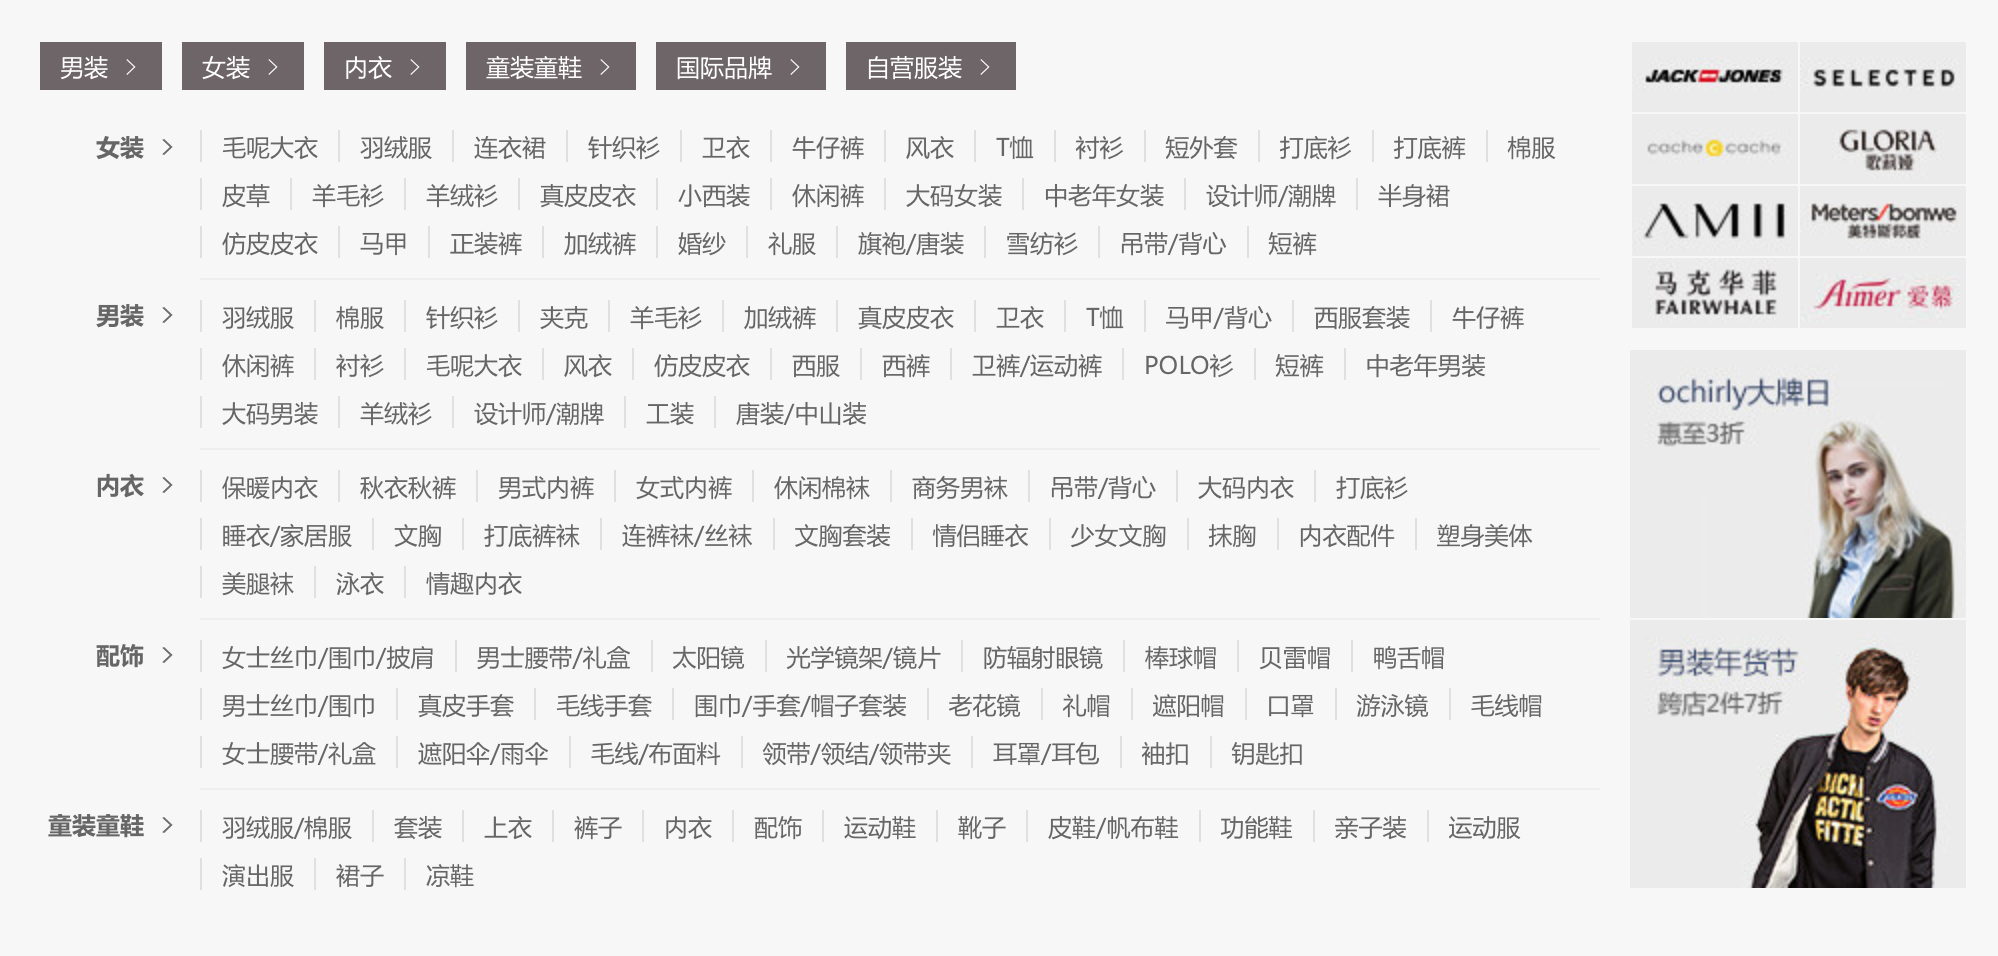 男装 女装 内衣 童装童鞋 国际品牌 自营服装
女装 毛呢大衣 羽绒服 连衣裙 针织衫 卫衣 牛仔裤 风衣 T恤 衬衫 短外套 打底衫 打底裤 棉服
皮草 羊毛衫 羊绒衫 真皮皮衣 小西装 休闲裤 大码女装 中老年女装 设计师/潮牌 半身裙
仿皮皮衣 马甲 正装裤 加绒裤 婚纱 礼服 旗袍/唐装 雪纺衫 吊带/背心 短裤
男装 羽绒服 棉服 针织衫 夹克 羊毛衫 加绒裤 真皮皮衣 卫衣 T恤 马甲/背心 西服套装 牛仔裤
休闲裤 衬衫 毛呢大衣 风衣 仿皮皮衣 西服 西裤 卫裤/运动裤 POLO衫 短裤 中老年男装
大码男装 羊绒衫 设计师/潮牌 工装 唐装/中山装
内衣 保暖内衣 秋衣秋裤 男式内裤 女式内裤 休闲棉袜 商务男袜 吊带/背心 大码内衣 打底衫
睡衣/家居服 文胸 打底裤袜 连裤袜/丝袜 文胸套装 情侣睡衣 少女文胸 抹胸 内衣配件 塑身美体
美腿袜 泳衣 情趣内衣
配饰 女士丝巾/围巾/披肩 男士腰带/礼盒 太阳镜 光学镜架/镜片 防辐射眼镜 棒球帽 贝雷帽 鸭舌帽
男士丝巾/围巾 真皮手套 毛线手套 围巾/手套/帽子套装 老花镜 礼帽 遮阳帽 口罩 游泳镜 毛线帽
女士腰带/礼盒 遮阳伞/雨伞 毛线/布面料 领带/领结/领带夹 耳罩/耳包 袖扣 钥匙扣
童装童鞋 羽绒服/棉服 套装 上衣 裤子 内衣 配饰 运动鞋 靴子 皮鞋/帆布鞋 功能鞋 亲子装 运动服
演出服 裙子 凉鞋
JACK JONES SELECTED
cache c cache GLORIA
歌莉娅
AMII Meters/bonwe
美特斯邦威
马克华菲 Aimer 爱慕
FAIRWHALE
ochirly大牌日
惠至3折
男装年货节
跨店2件7折